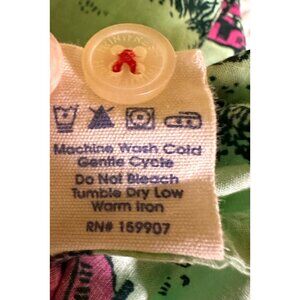 Machine Wash Cold
Gentle Cycle
Do Not Bleach
Tumble Dry Low
Warm Iron
RN# 159907